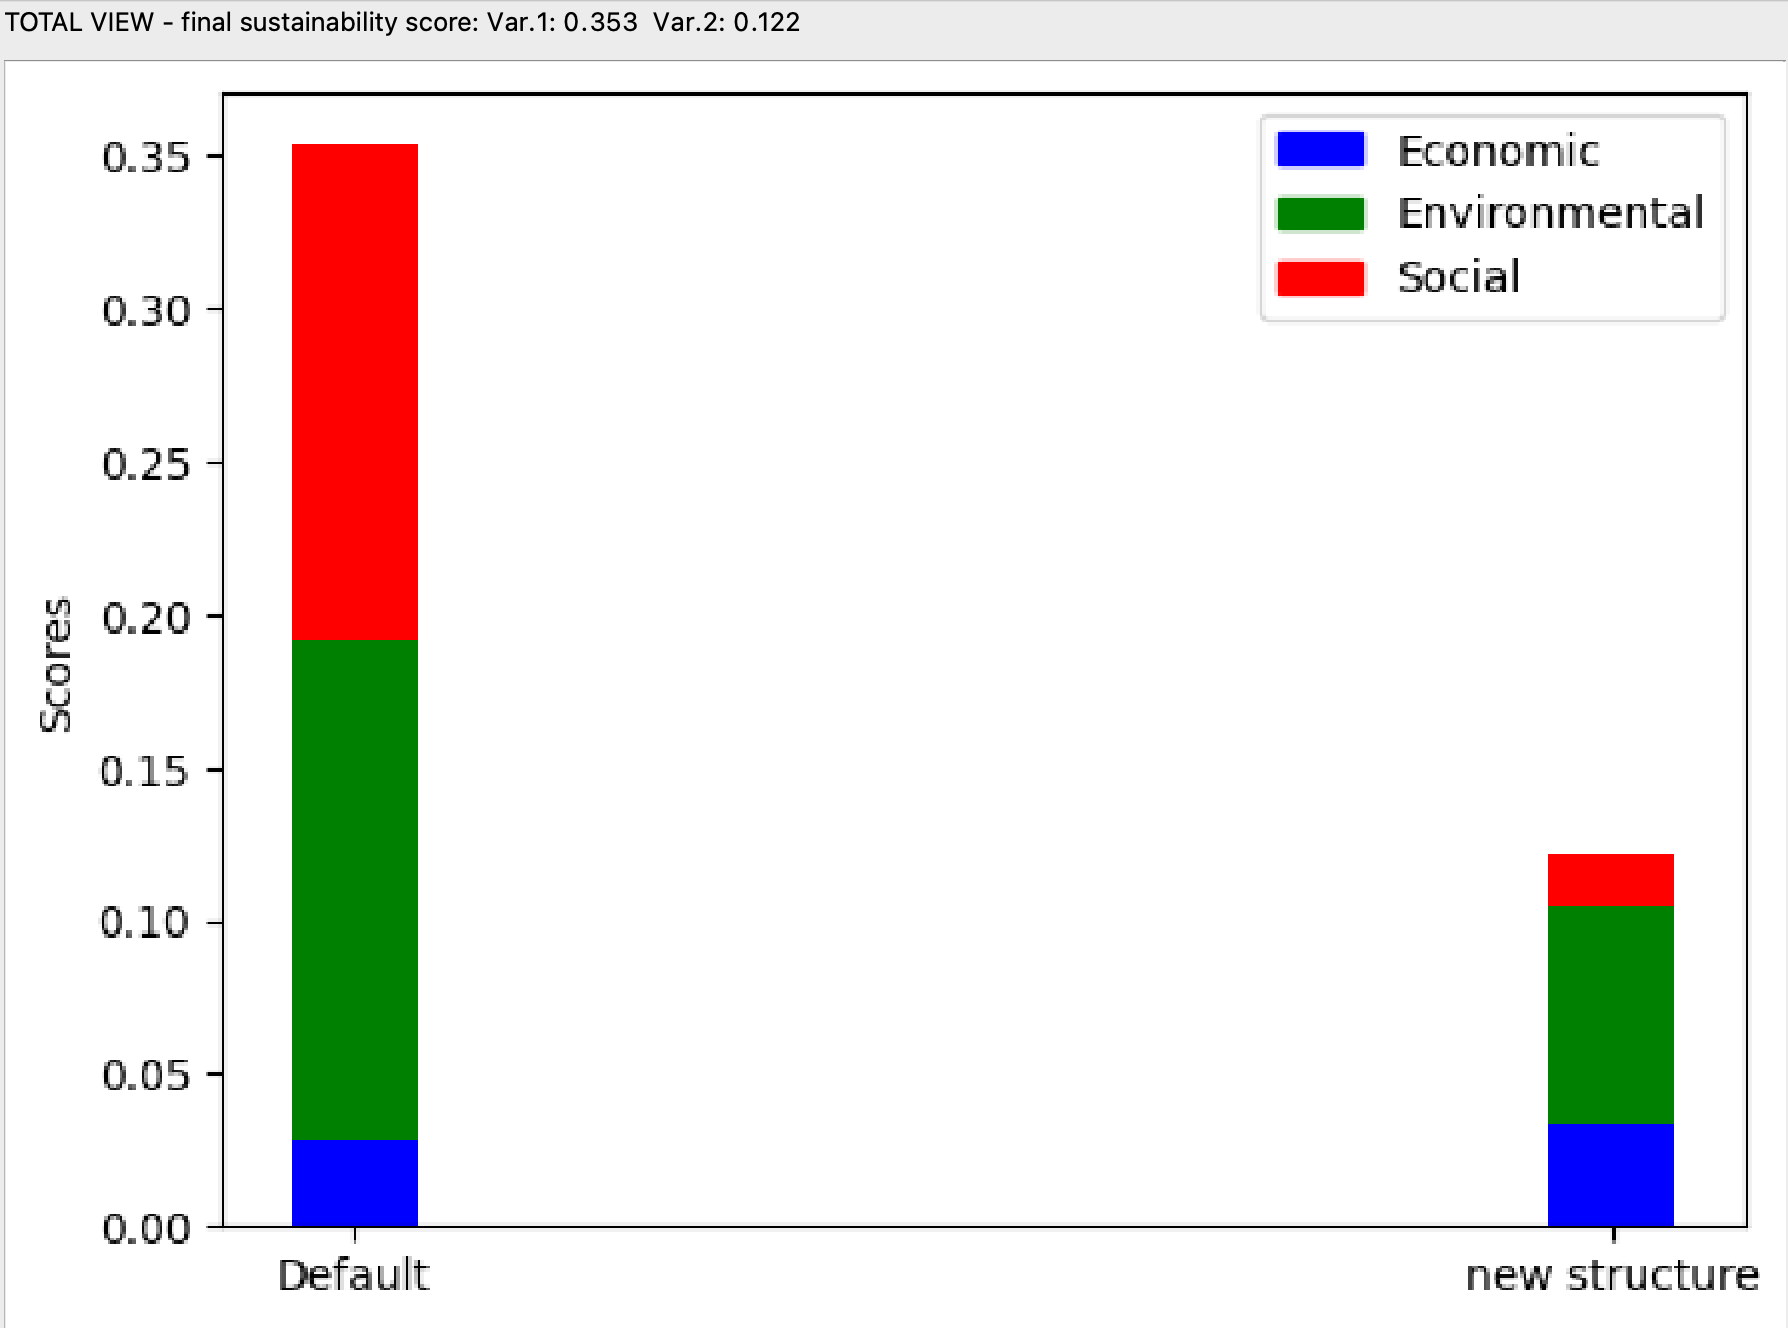 TOTAL VIEW - final sustainability score: Var.1: 0.353  Var.2: 0.122
Economic
Environmental
Social
0.35
0.30
0.25
0.20
0.15
0.10
0.05
0.00
Scores
Default
new structure